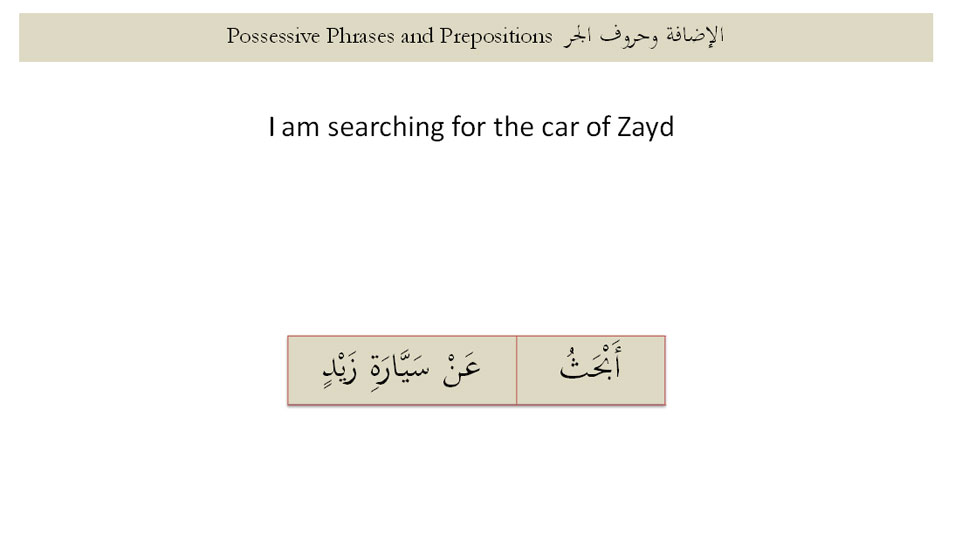 Possessive Phrases and Prepositions الإضافة وحروف الجر
I am searching for the car of Zayd
أَبْحَثُ عَنْ سَيَّارَةِ زَيْدٍ